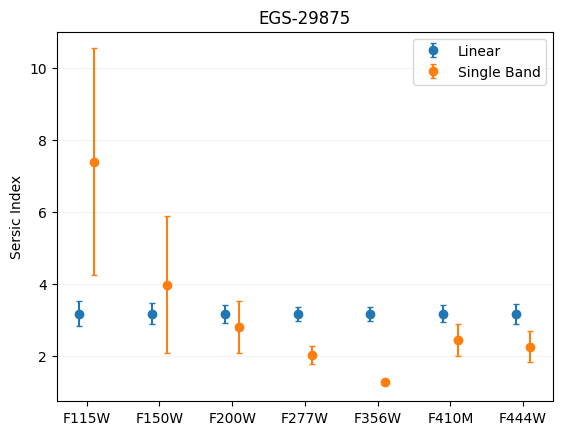 EGS-29875
Linear
Single Band
Sersic Index
10
8
6
4
2
F115W F150W F200W F277W F356W F410M F444W